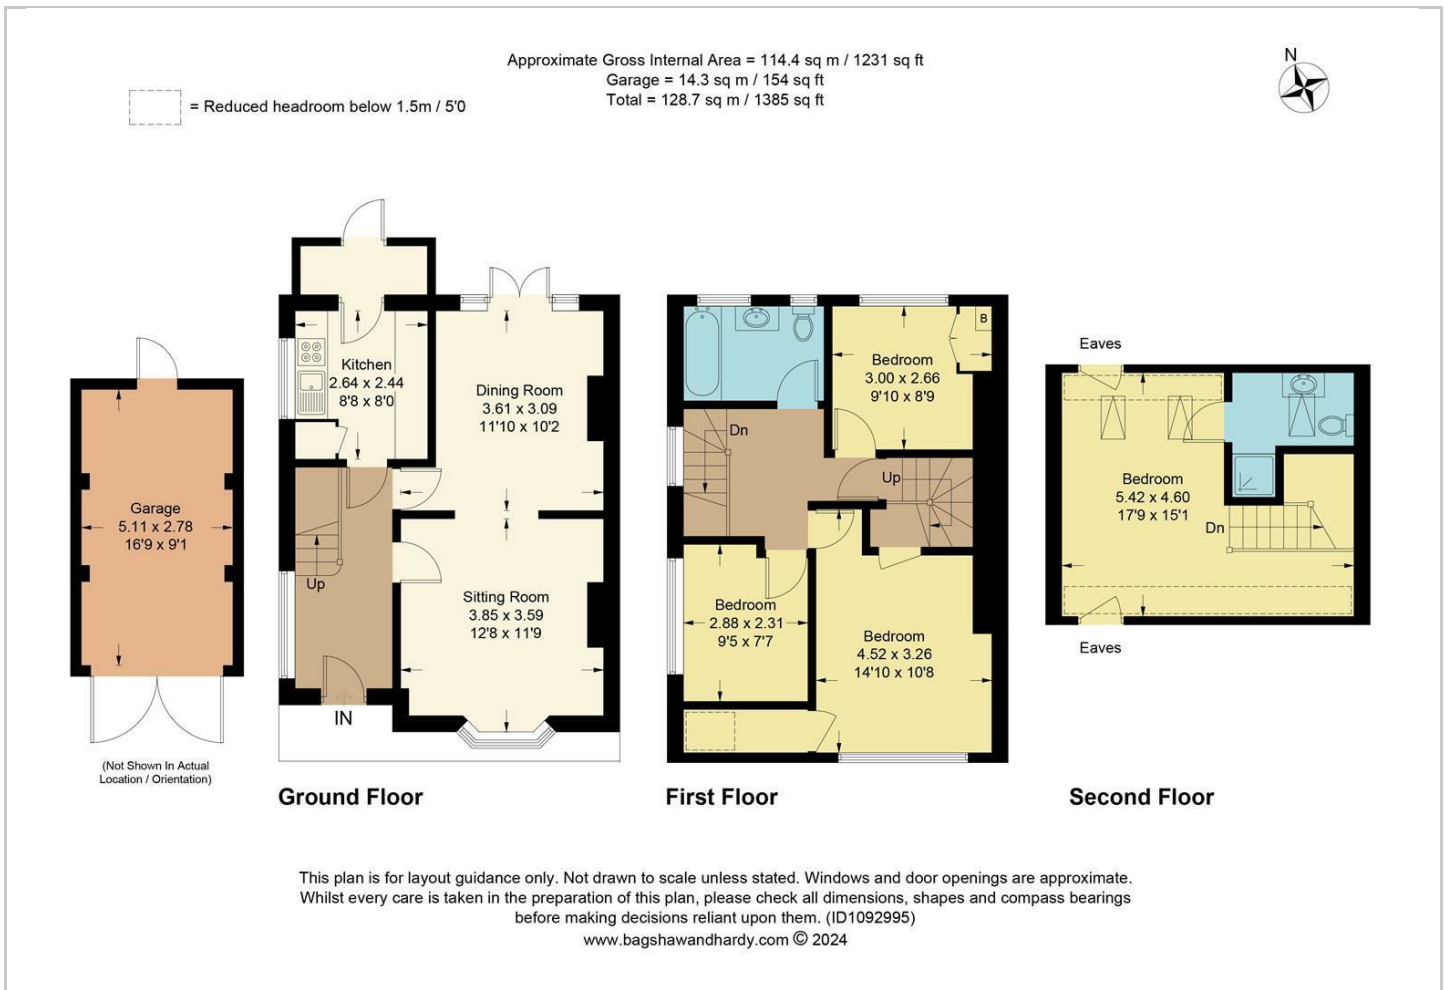 Approximate Gross Internal Area = 114.4 sq m / 1231 sq ft
Garage = 14.3 sq m / 154 sq ft
Total = 128.7 sq m / 1385 sq ft
= Reduced headroom below 1.5m / 5'0
N
Garage
5.11 x 2.78
16'9 x 9'1
(Not Shown In Actual
Location / Orientation)
Kitchen
2.64 x 2.44
8'8 x 8'0
Dining Room
3.61 x 3.09
11'10 x 10'2
Up
Sitting Room
3.85 x 3.59
12'8 x 11'9
IN
Ground Floor
B
Bedroom
3.00 x 2.66
9'10 x 8'9
Dn
Up
Bedroom
2.88 x 2.31
9'5 x 7'7
Bedroom
4.52 x 3.26
14'10 x 10'8
First Floor
Eaves
Bedroom
5.42 x 4.60
17'9 x 15'1
Dn
Eaves
Second Floor
This plan is for layout guidance only. Not drawn to scale unless stated. Windows and door openings are approximate.
Whilst every care is taken in the preparation of this plan, please check all dimensions, shapes and compass bearings
before making decisions reliant upon them. (ID1092995)
www.bagshawandhardy.com © 2024